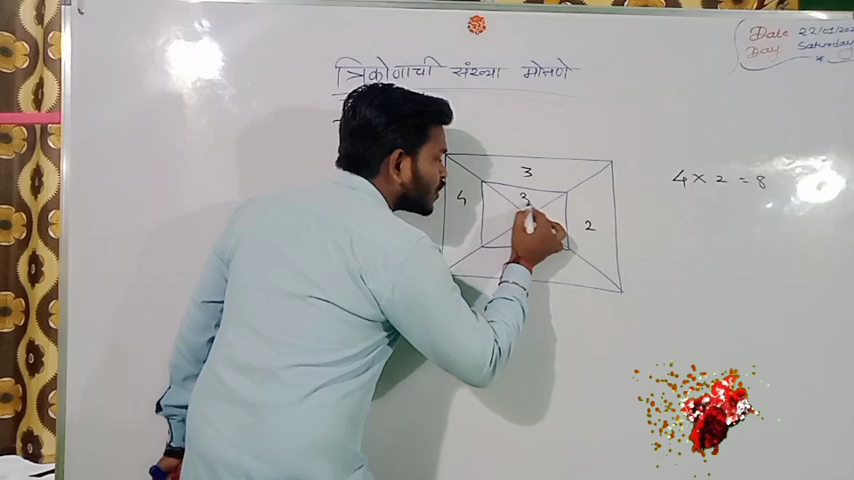 Date 22/01/202
Day Saturday
त्रिकोणाची संख्या मोजणे
3
4 × 2 = 8
3
4
2